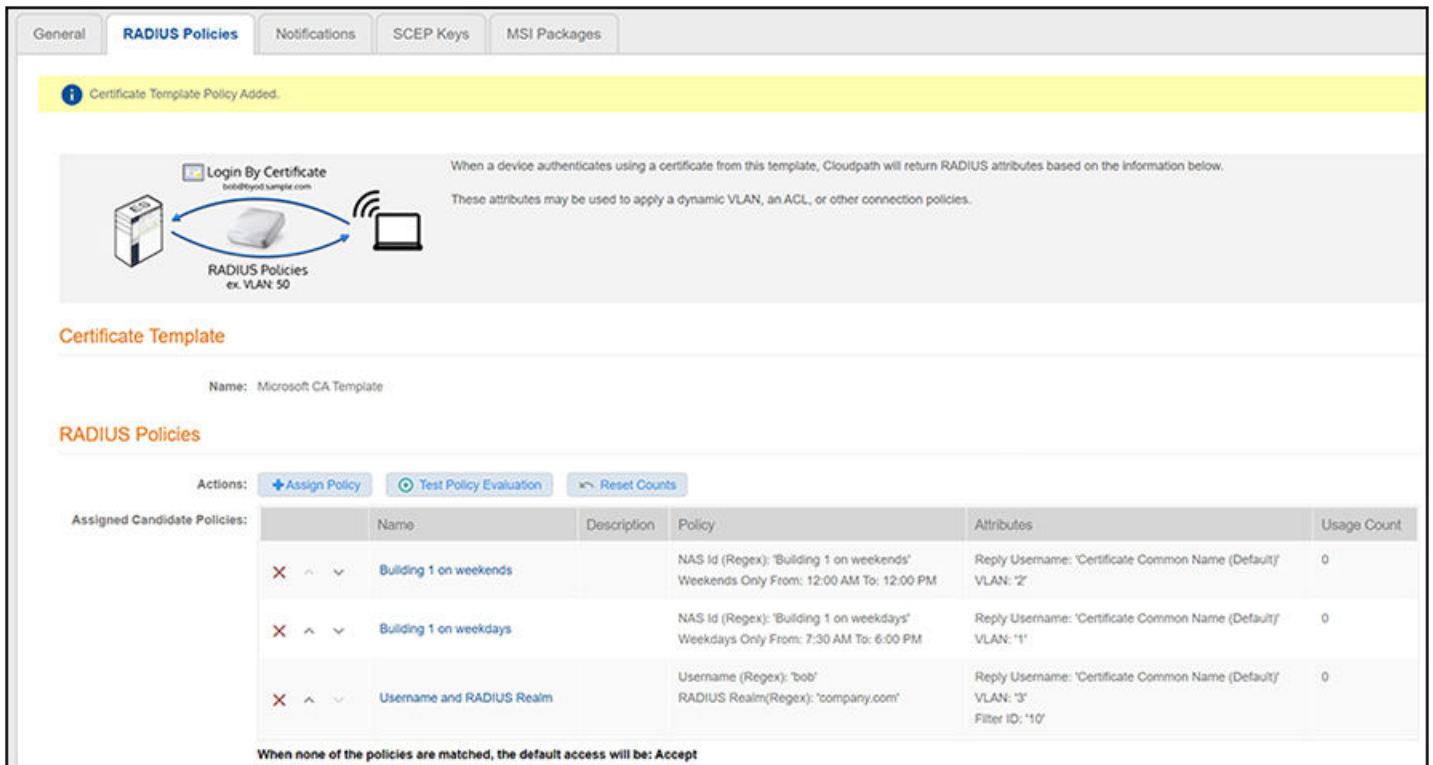 General
RADIUS Policies
Notifications
SCEP Keys
MSI Packages
Certificate Template Policy Added.
Login By Certificate
bob@byod.sample.com
ES
RADIUS Policies
ex. VLAN: 50
When a device authenticates using a certificate from this template, Cloudpath will return RADIUS attributes based on the information below.
These attributes may be used to apply a dynamic VLAN, an ACL, or other connection policies.
Certificate Template
Name: Microsoft CA Template
RADIUS Policies
Actions: Assign Policy Test Policy Evaluation Reset Counts
Assigned Candidate Policies:
Name Description Policy Attributes Usage Count
Building 1 on weekends
NAS Id (Regex): 'Building 1 on weekends'
Weekends Only From: 12:00 AM To: 12:00 PM
Reply Username: 'Certificate Common Name (Default)'
VLAN: '2'
0
Building 1 on weekdays
NAS Id (Regex): 'Building 1 on weekdays'
Weekdays Only From: 7:30 AM To: 6:00 PM
Reply Username: 'Certificate Common Name (Default)'
VLAN: '1'
0
Username and RADIUS Realm
Username (Regex): 'bob'
RADIUS Realm(Regex): 'company.com'
Reply Username: 'Certificate Common Name (Default)'
VLAN: '3'
Filter ID: '10'
0
When none of the policies are matched, the default access will be: Accept